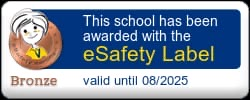 This school has been
awarded with the
eSafety Label
Bronze
valid until 08/2025